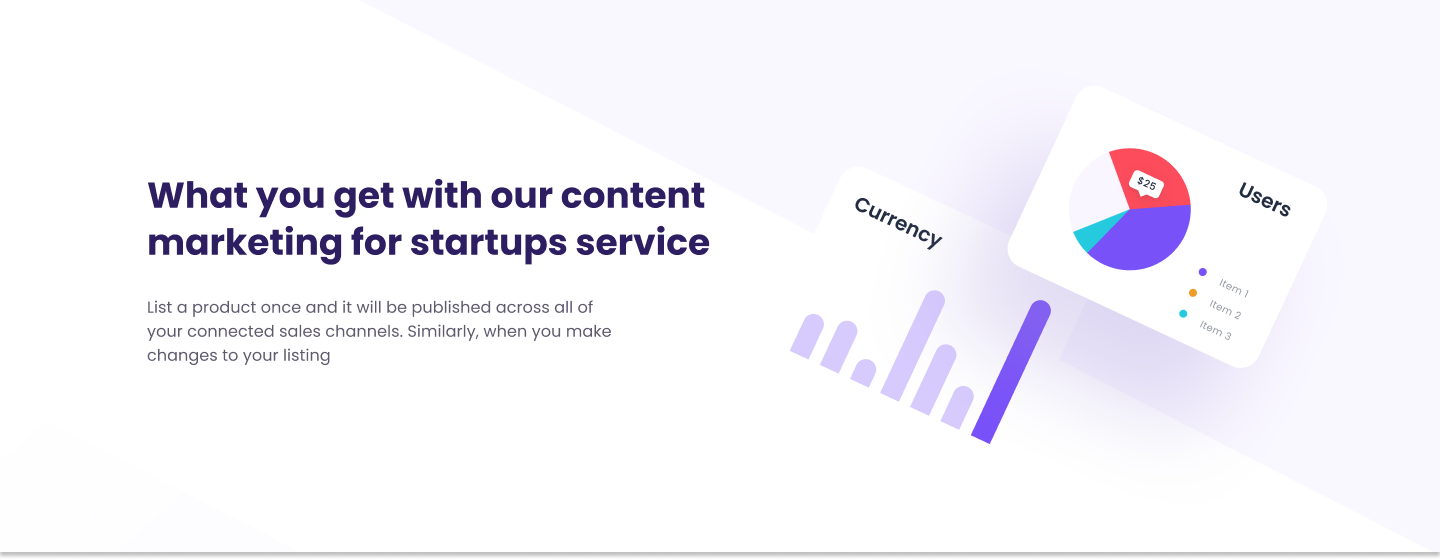 What you get with our content
marketing for startups service
List a product once and it will be published across all of
your connected sales channels. Similarly, when you make
changes to your listing
Currency
Users
$25
Item 1
Item 2
Item 3